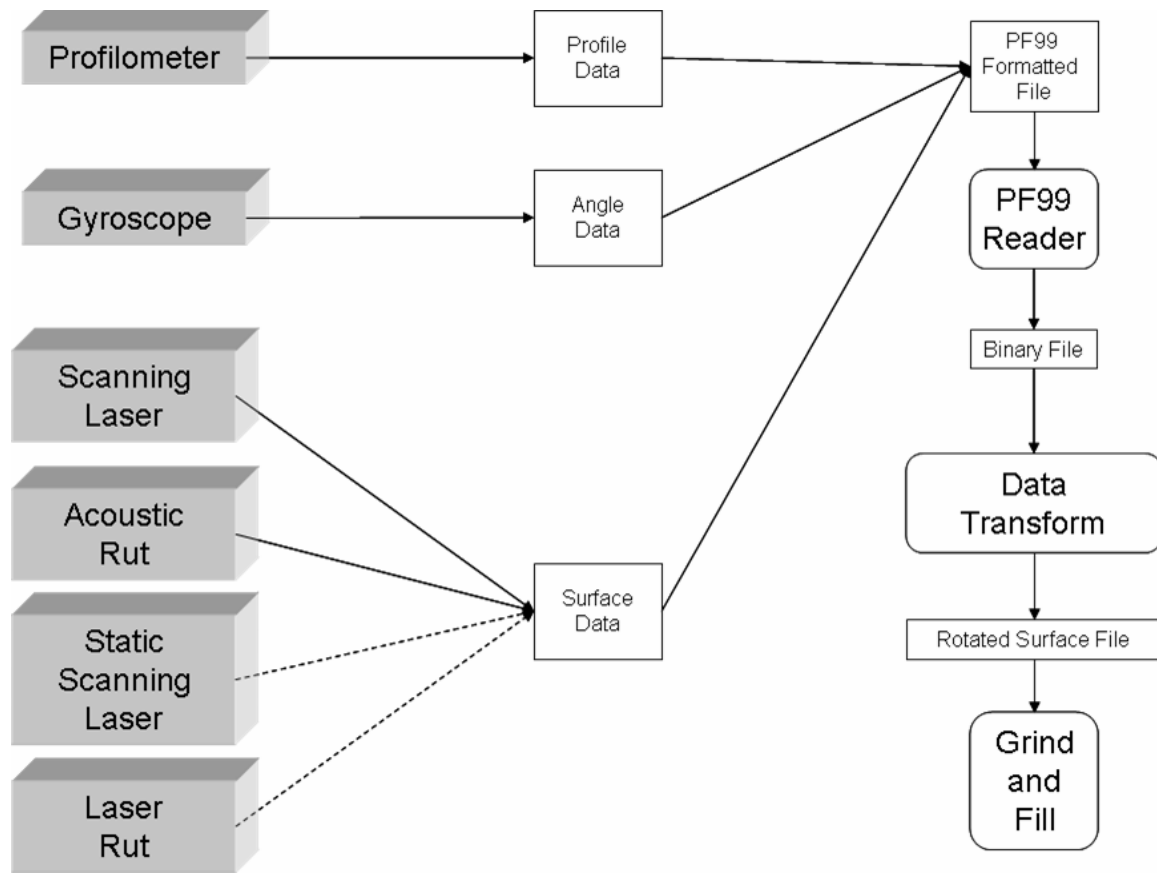 Profilometer
Profile
Data
PF99
Formatted
File
Gyroscope
Angle
Data
PF99
Reader
Binary File
Scanning
Laser
Acoustic
Rut
Static
Scanning
Laser
Laser
Rut
Surface
Data
Data
Transform
Rotated Surface File
Grind
and
Fill